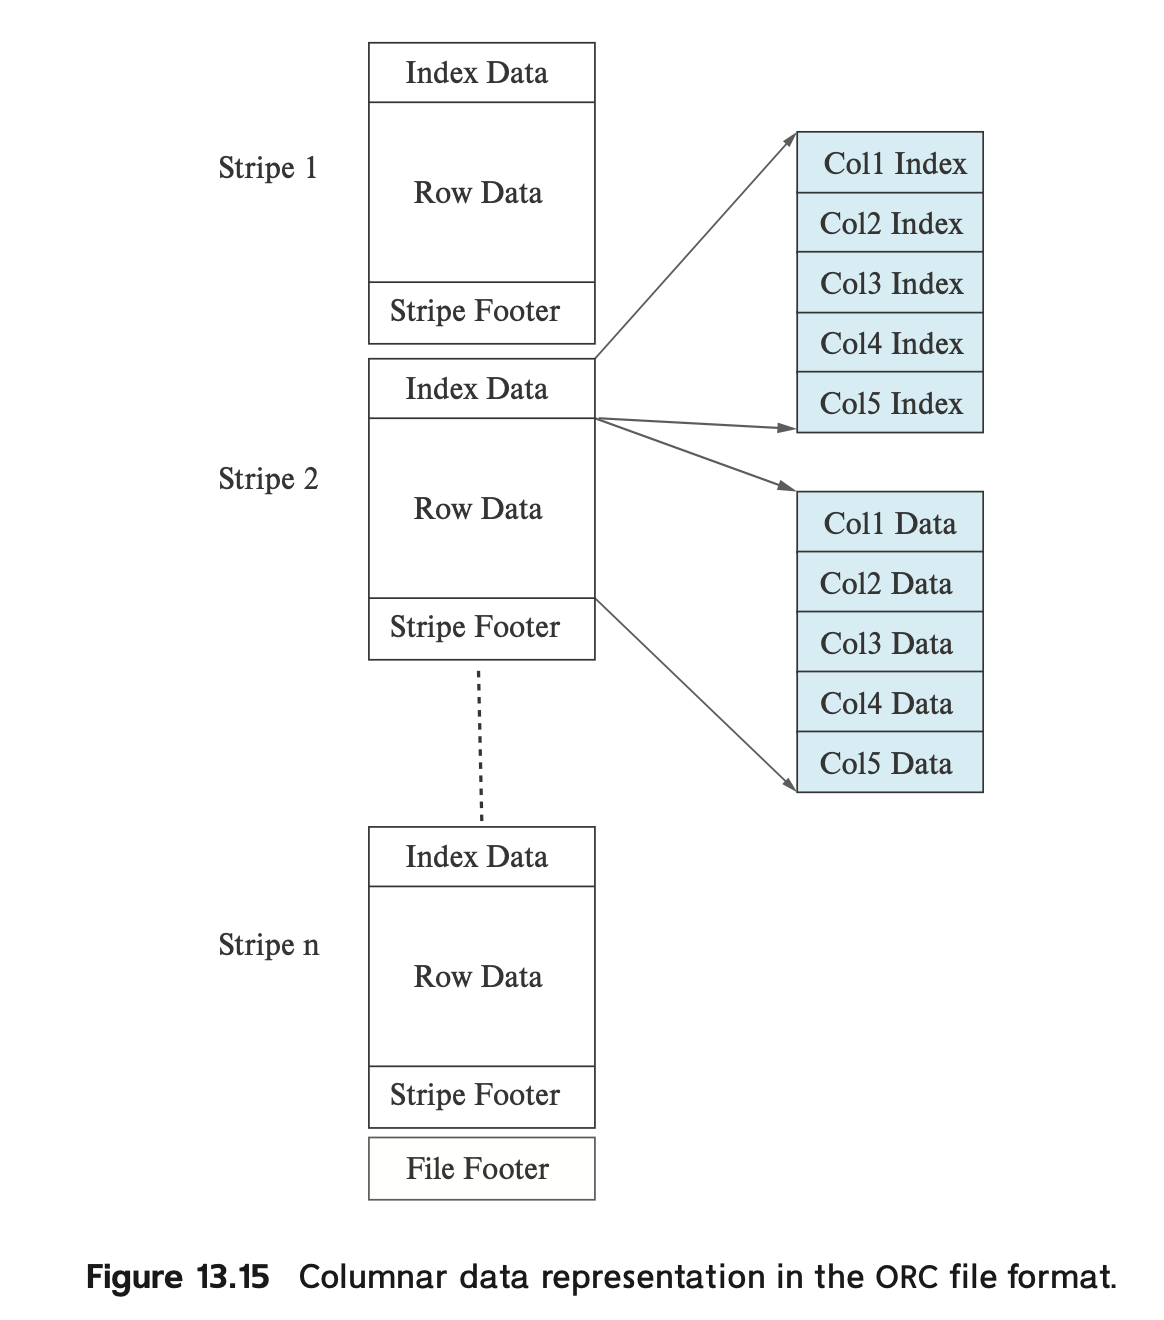 Index Data
Stripe 1
Row Data
Stripe Footer
Index Data
Stripe 2
Row Data
Stripe Footer
Col1 Index
Col2 Index
Col3 Index
Col4 Index
Col5 Index
Col1 Data
Col2 Data
Col3 Data
Col4 Data
Col5 Data
Index Data
Stripe n
Row Data
Stripe Footer
File Footer
Figure 13.15 Columnar data representation in the ORC file format.